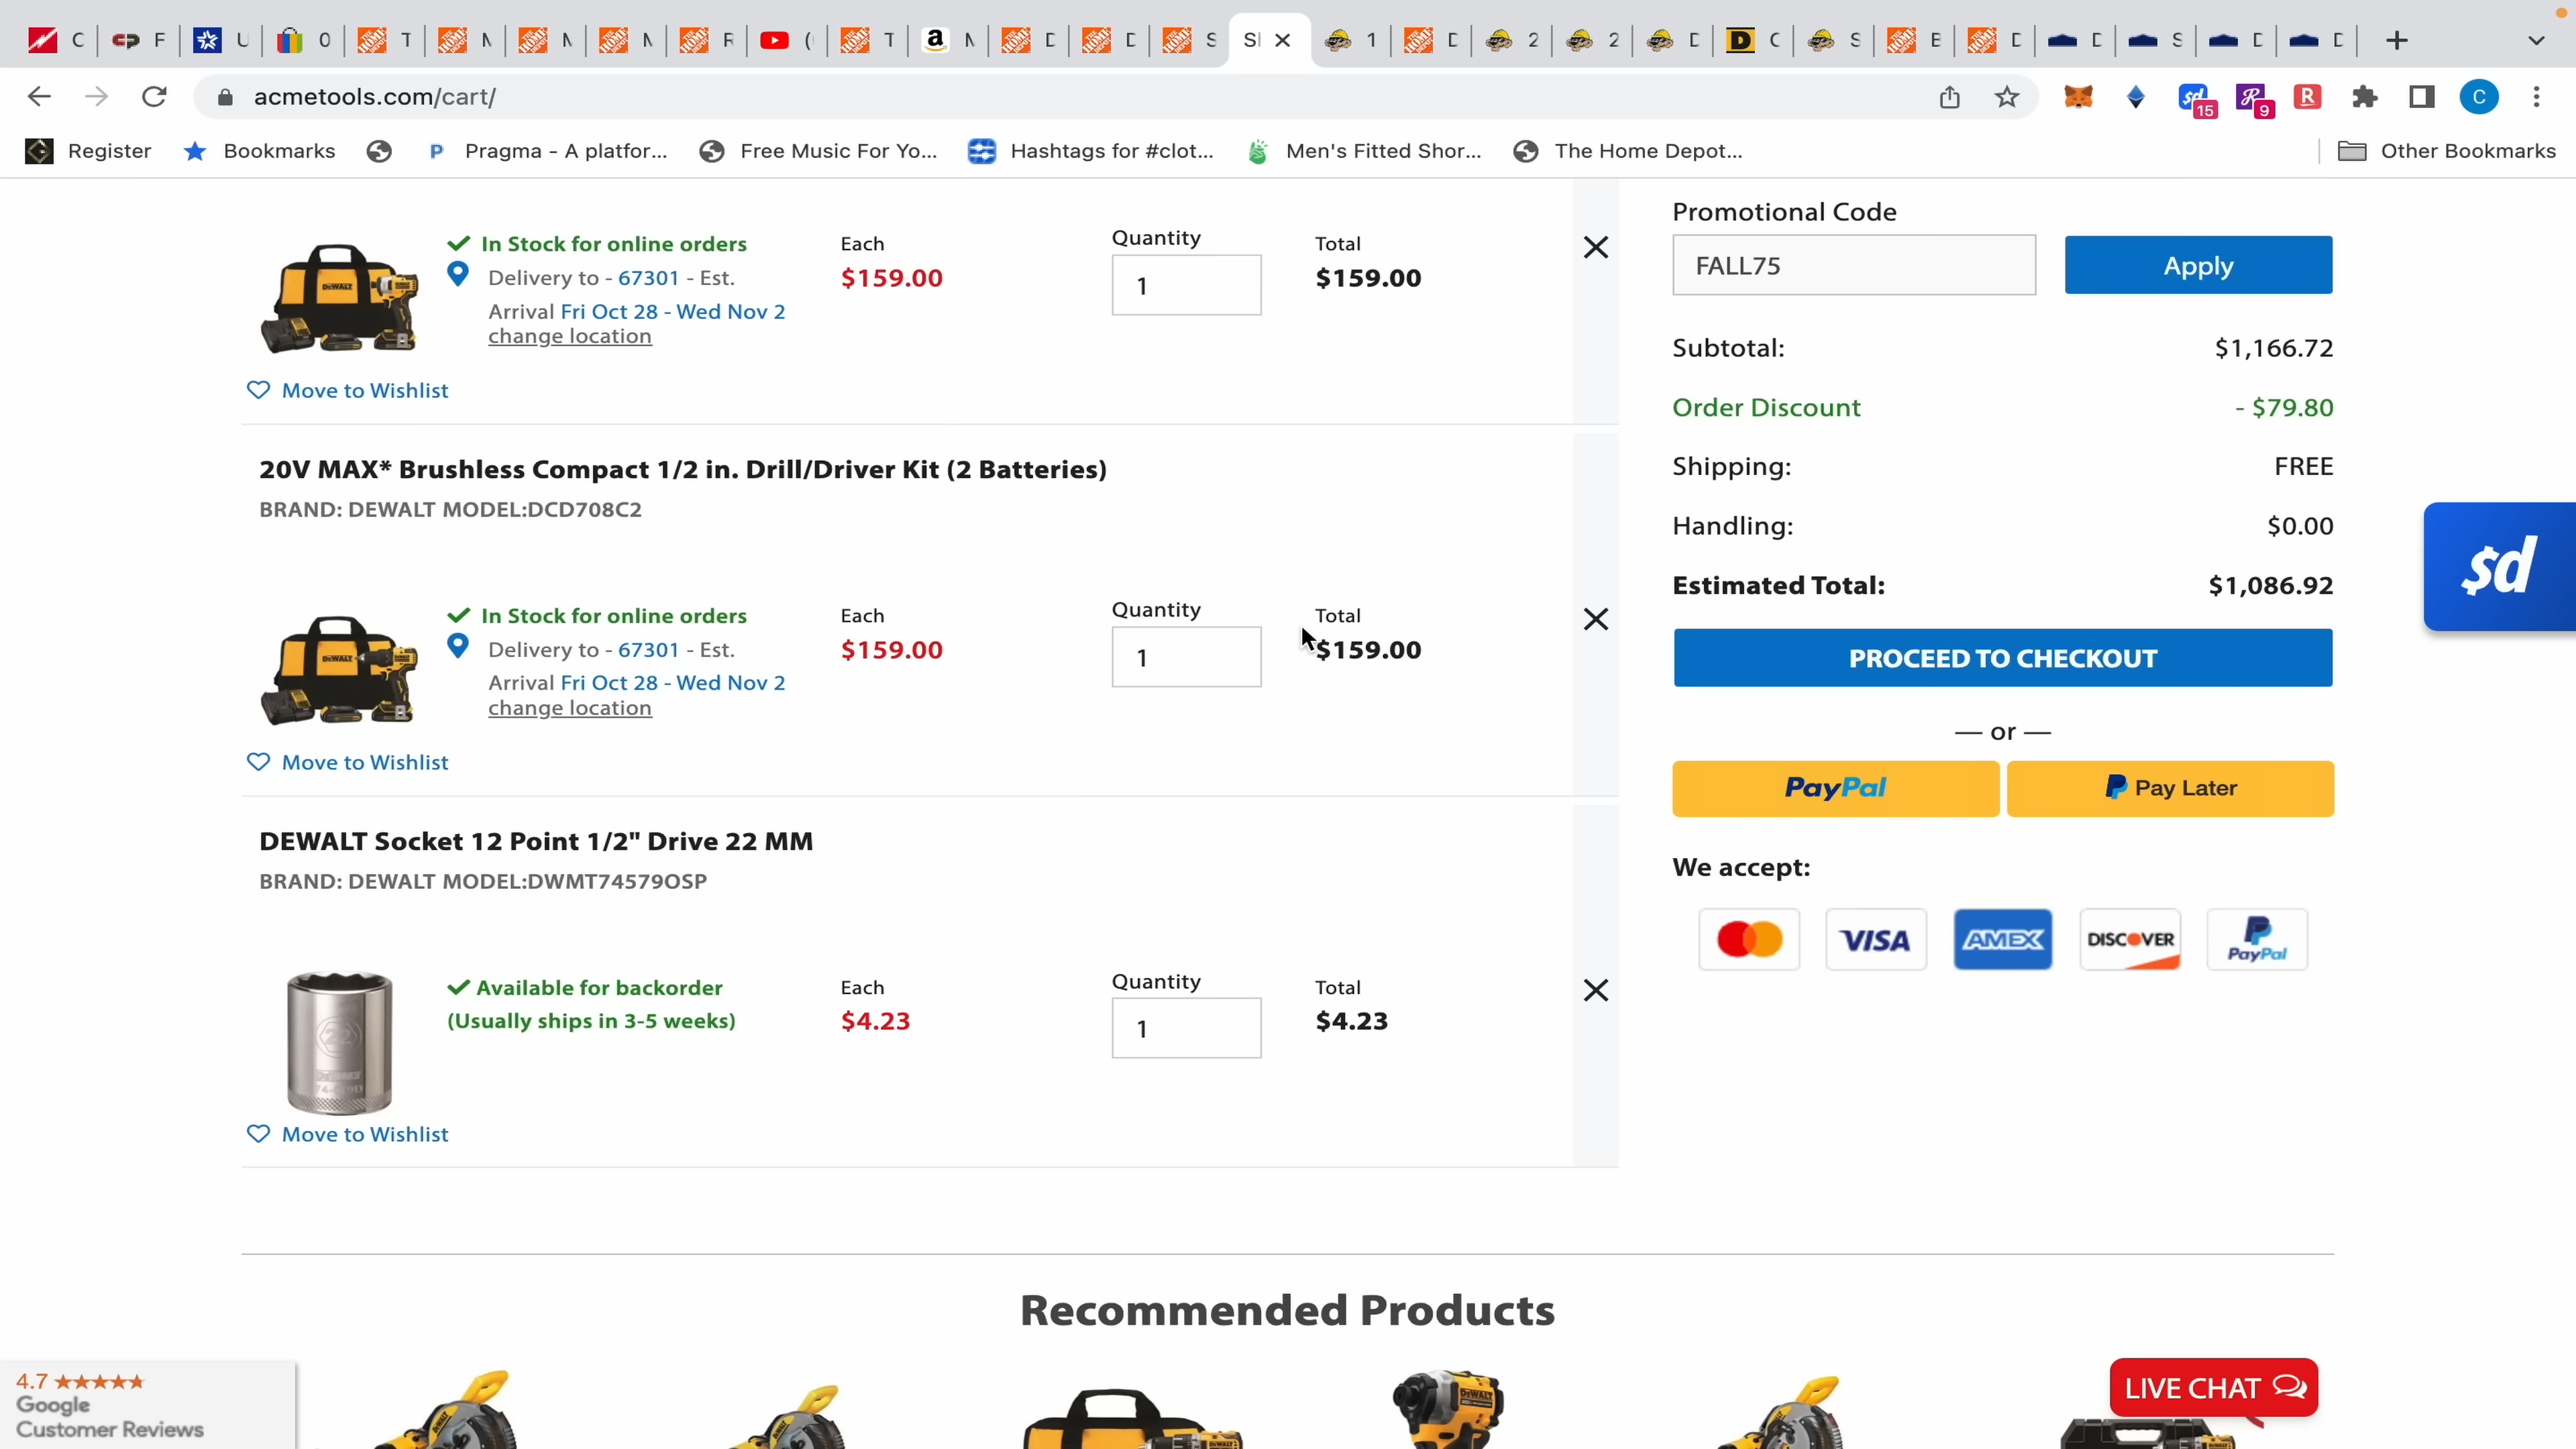 C F U 0 T M M M R ( T M D D S Sl 1 D 2 2 D C S E D D S D D
acmetools.com/cart/
15 9 C
Register Bookmarks Pragma - A platfor... Free Music For Yo... Hashtags for #clot... Men's Fitted Shor... The Home Depot... Other Bookmarks
In Stock for online orders
Delivery to - 67301 - Est.
Arrival Fri Oct 28 - Wed Nov 2
change location
Each
$159.00
Quantity
1
Total
$159.00
Move to Wishlist
20V MAX* Brushless Compact 1/2 in. Drill/Driver Kit (2 Batteries)
BRAND: DEWALT MODEL:DCD708C2
In Stock for online orders
Delivery to - 67301 - Est.
Arrival Fri Oct 28 - Wed Nov 2
change location
Each
$159.00
Quantity
1
Total
$159.00
Move to Wishlist
DEWALT Socket 12 Point 1/2" Drive 22 MM
BRAND: DEWALT MODEL:DWMT74579OSP
Available for backorder
(Usually ships in 3-5 weeks)
Each
$4.23
Quantity
1
Total
$4.23
Move to Wishlist
Promotional Code
FALL75
Apply
Subtotal: $1,166.72
Order Discount - $79.80
Shipping: FREE
Handling: $0.00
Estimated Total: $1,086.92
PROCEED TO CHECKOUT
— or —
PayPal
Pay Later
We accept:
VISA AMEX DISCOVER PayPal
$d
Recommended Products
4.7
Google
Customer Reviews
LIVE CHAT